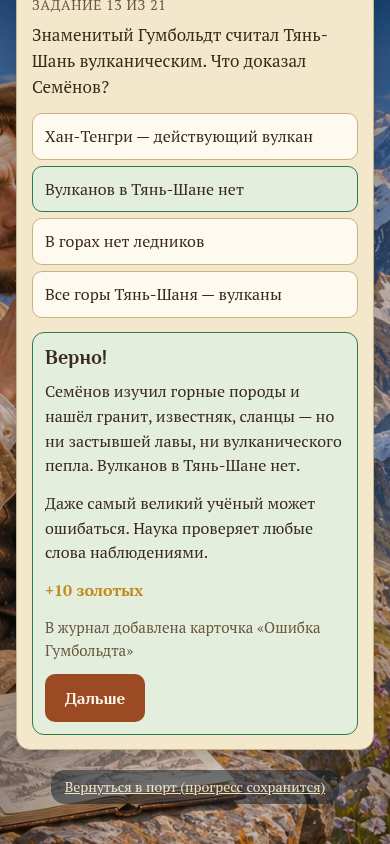 ЗАДАНИЕ 13 ИЗ 21
Знаменитый Гумбольдт считал Тянь-
Шань вулканическим. Что доказал
Семёнов?
Хан-Тенгри — действующий вулкан
Вулканов в Тянь-Шане нет
В горах нет ледников
Все горы Тянь-Шаня — вулканы
Верно!
Семёнов изучил горные породы и
нашёл гранит, известняк, сланцы — но
ни застывшей лавы, ни вулканического
пепла. Вулканов в Тянь-Шане нет.
Даже самый великий учёный может
ошибаться. Наука проверяет любые
слова наблюдениями.
+10 золотых
В журнал добавлена карточка «Ошибка
Гумбольдта»
Дальше
Вернуться в порт (прогресс сохранится)